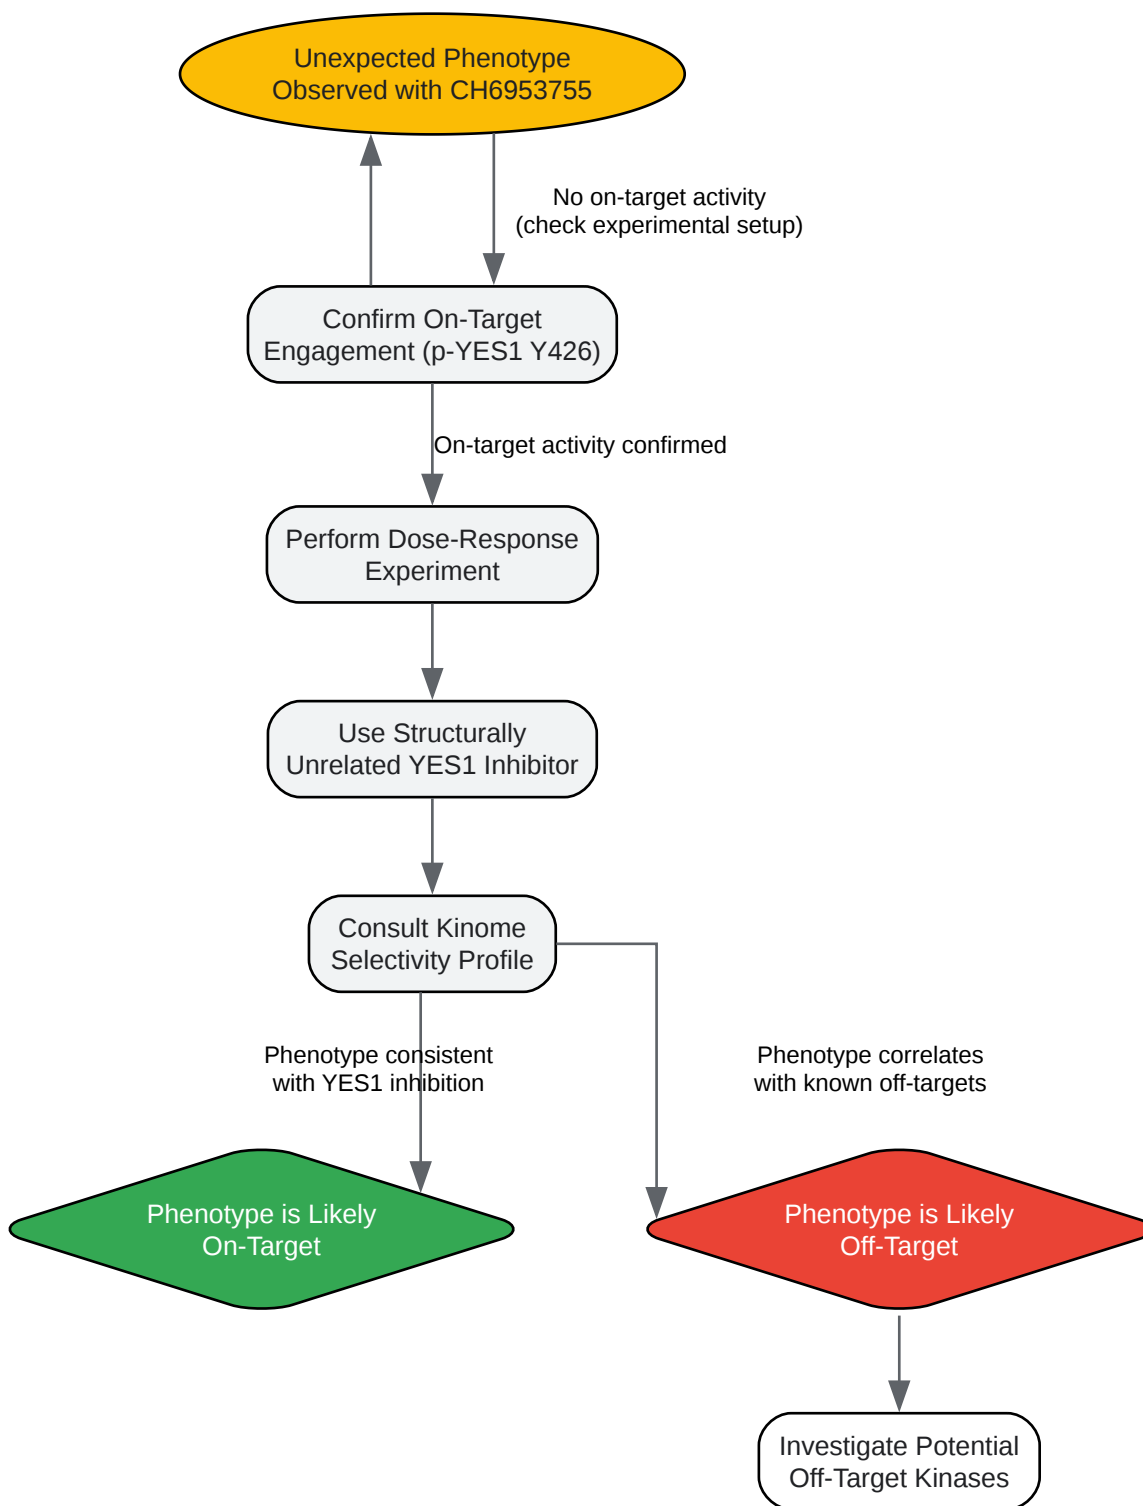 Unexpected Phenotype
Observed with CH6953755
No on-target activity
(check experimental setup)
Confirm On-Target
Engagement (p-YES1 Y426)
On-target activity confirmed
Perform Dose-Response
Experiment
Use Structurally
Unrelated YES1 Inhibitor
Consult Kinome
Selectivity Profile
Phenotype consistent
with YES1 inhibition
Phenotype correlates
with known off-targets
Phenotype is Likely
On-Target
Phenotype is Likely
Off-Target
Investigate Potential
Off-Target Kinases